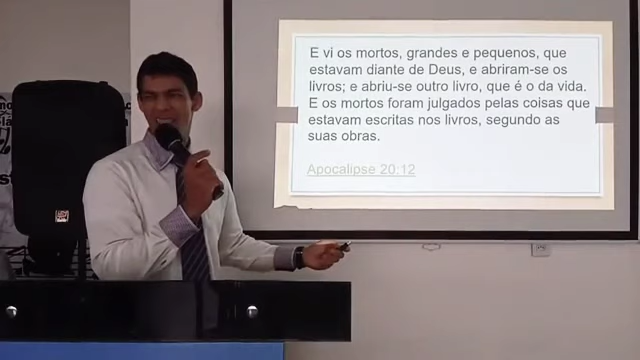 E vi os mortos, grandes e pequenos, que
estavam diante de Deus, e abriram-se os
livros; e abriu-se outro livro, que é o da vida.
E os mortos foram julgados pelas coisas que
estavam escritas nos livros, segundo as
suas obras.
Apocalipse 20:12